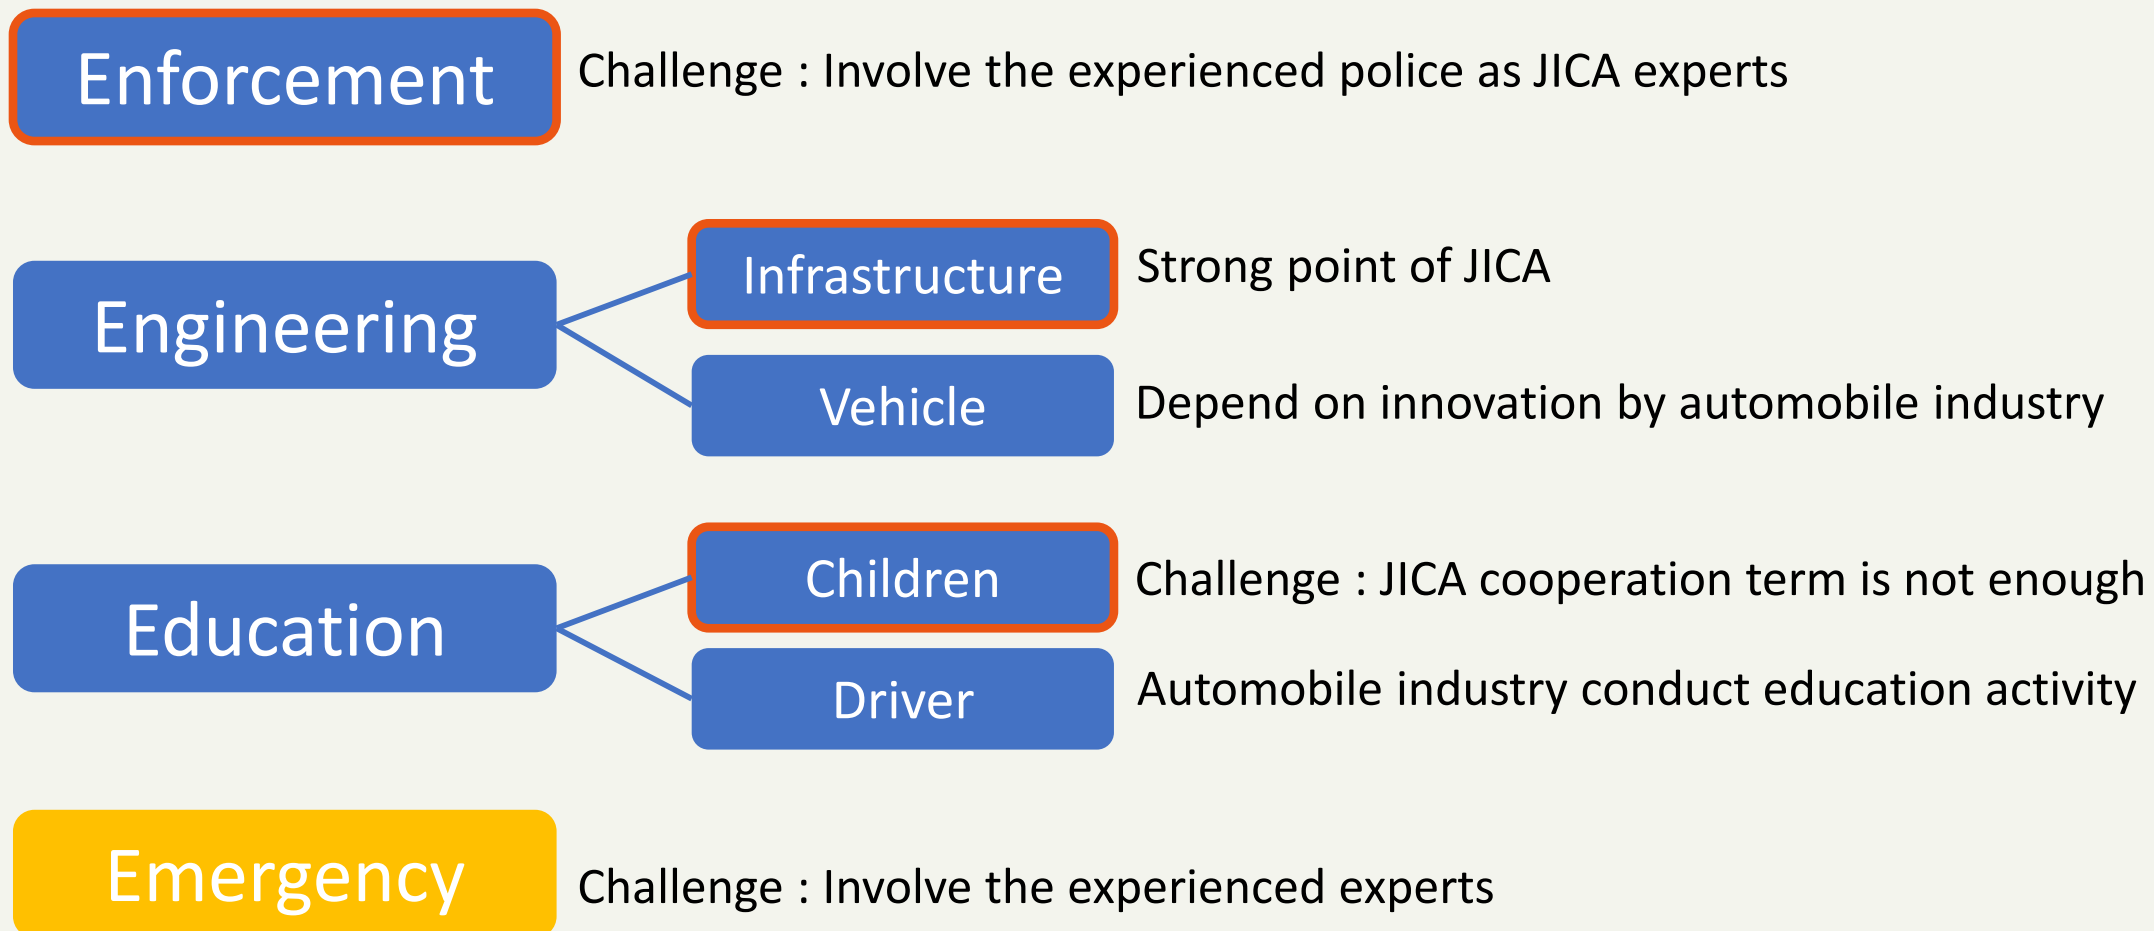 Enforcement
Challenge : Involve the experienced police as JICA experts
Engineering
Infrastructure
Strong point of JICA
Vehicle
Depend on innovation by automobile industry
Education
Children
Challenge : JICA cooperation term is not enough
Driver
Automobile industry conduct education activity
Emergency
Challenge : Involve the experienced experts